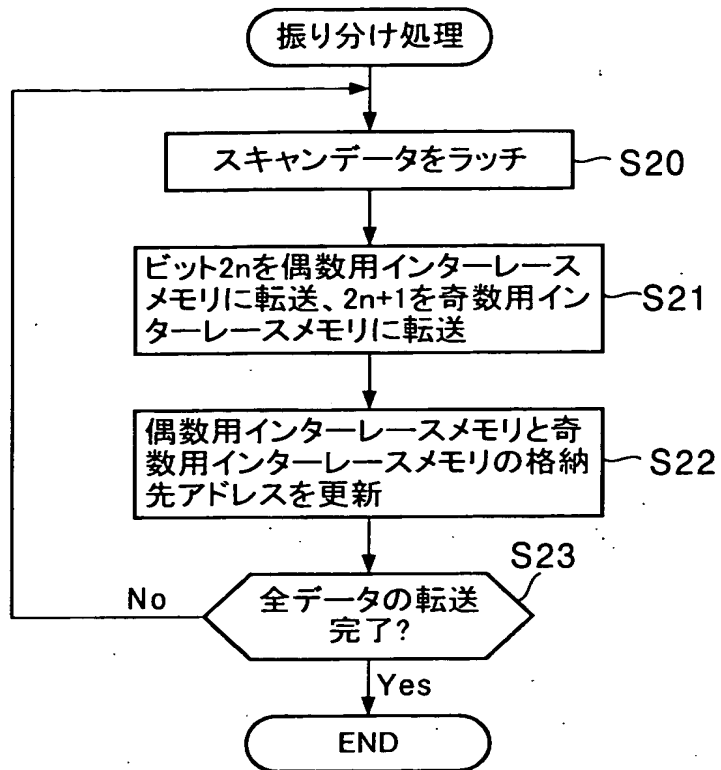 振り分け処理
スキャンデータをラッチ
S20
ビット2nを偶数用インターレース
メモリに転送、2n+1を奇数用イン
ターレースメモリに転送
S21
偶数用インターレースメモリと奇
数用インターレースメモリの格納
先アドレスを更新
S22
S23
全データの転送
完了?
No
Yes
END